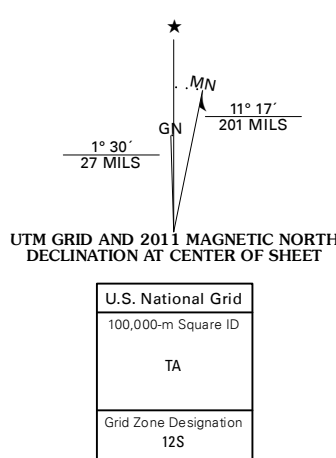 ★
MN
11° 17´
201 MILS
GN
1° 30´
27 MILS
UTM GRID AND 2011 MAGNETIC NORTH
DECLINATION AT CENTER OF SHEET
U.S. National Grid
100,000-m Square ID
TA
Grid Zone Designation
12S